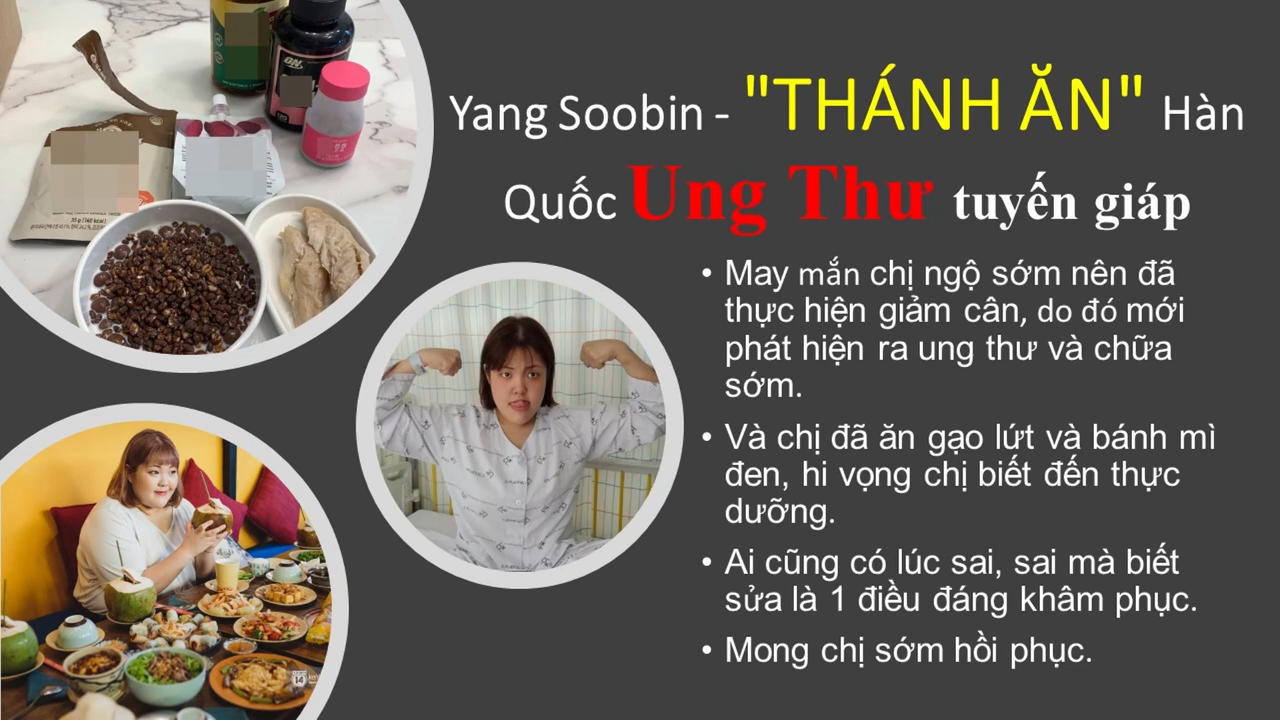 Yang Soobin - "THÁNH ĂN" Hàn
Quốc Ung Thư tuyến giáp
• May mắn chị ngộ sớm nên đã
thực hiện giảm cân, do đó mới
phát hiện ra ung thư và chữa
sớm.
• Và chị đã ăn gạo lứt và bánh mì
đen, hi vọng chị biết đến thực
dưỡng.
• Ai cũng có lúc sai, sai mà biết
sửa là 1 điều đáng khâm phục.
• Mong chị sớm hồi phục.
ON
14